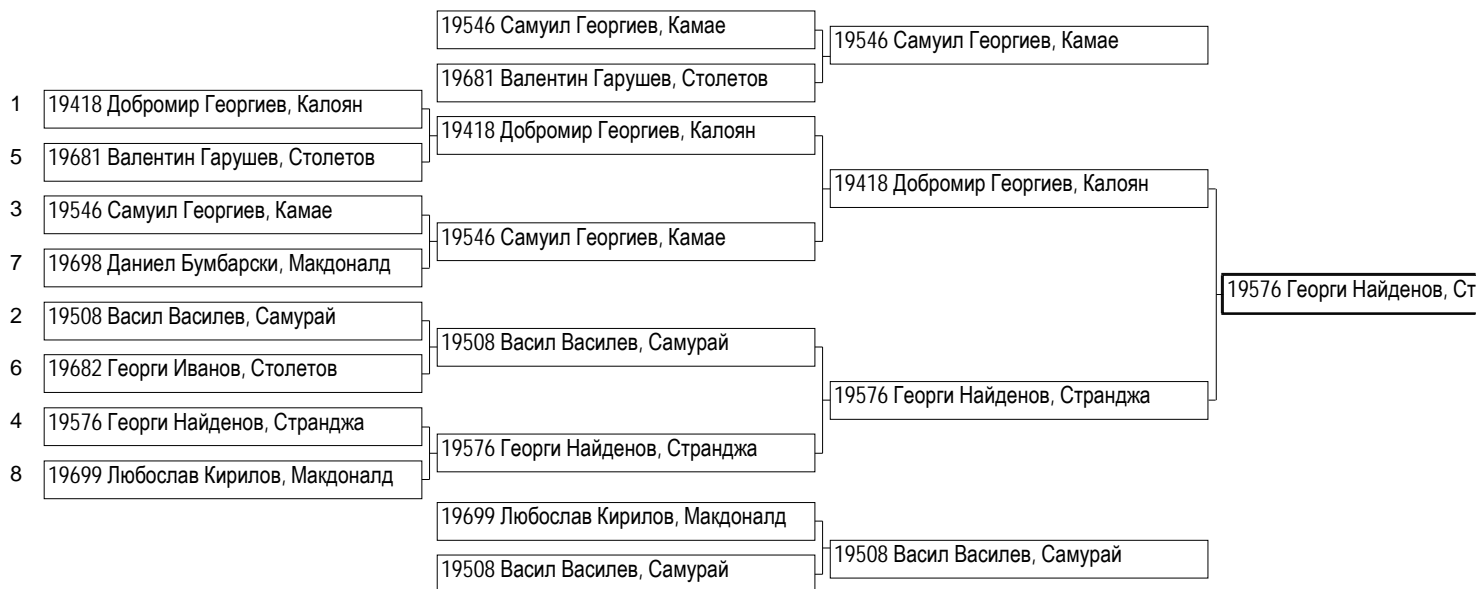 19546 Самуил Георгиев, Камае
19546 Самуил Георгиев, Камае
19681 Валентин Гарушев, Столетов
1 19418 Добромир Георгиев, Калоян
19418 Добромир Георгиев, Калоян
5 19681 Валентин Гарушев, Столетов
19418 Добромир Георгиев, Калоян
3 19546 Самуил Георгиев, Камае
19546 Самуил Георгиев, Камае
7 19698 Даниел Бумбарски, Макдоналд
19576 Георги Найденов, Ст
2 19508 Васил Василев, Самурай
19508 Васил Василев, Самурай
6 19682 Георги Иванов, Столетов
19576 Георги Найденов, Странджа
4 19576 Георги Найденов, Странджа
19576 Георги Найденов, Странджа
8 19699 Любослав Кирилов, Макдоналд
19699 Любослав Кирилов, Макдоналд
19508 Васил Василев, Самурай
19508 Васил Василев, Самурай